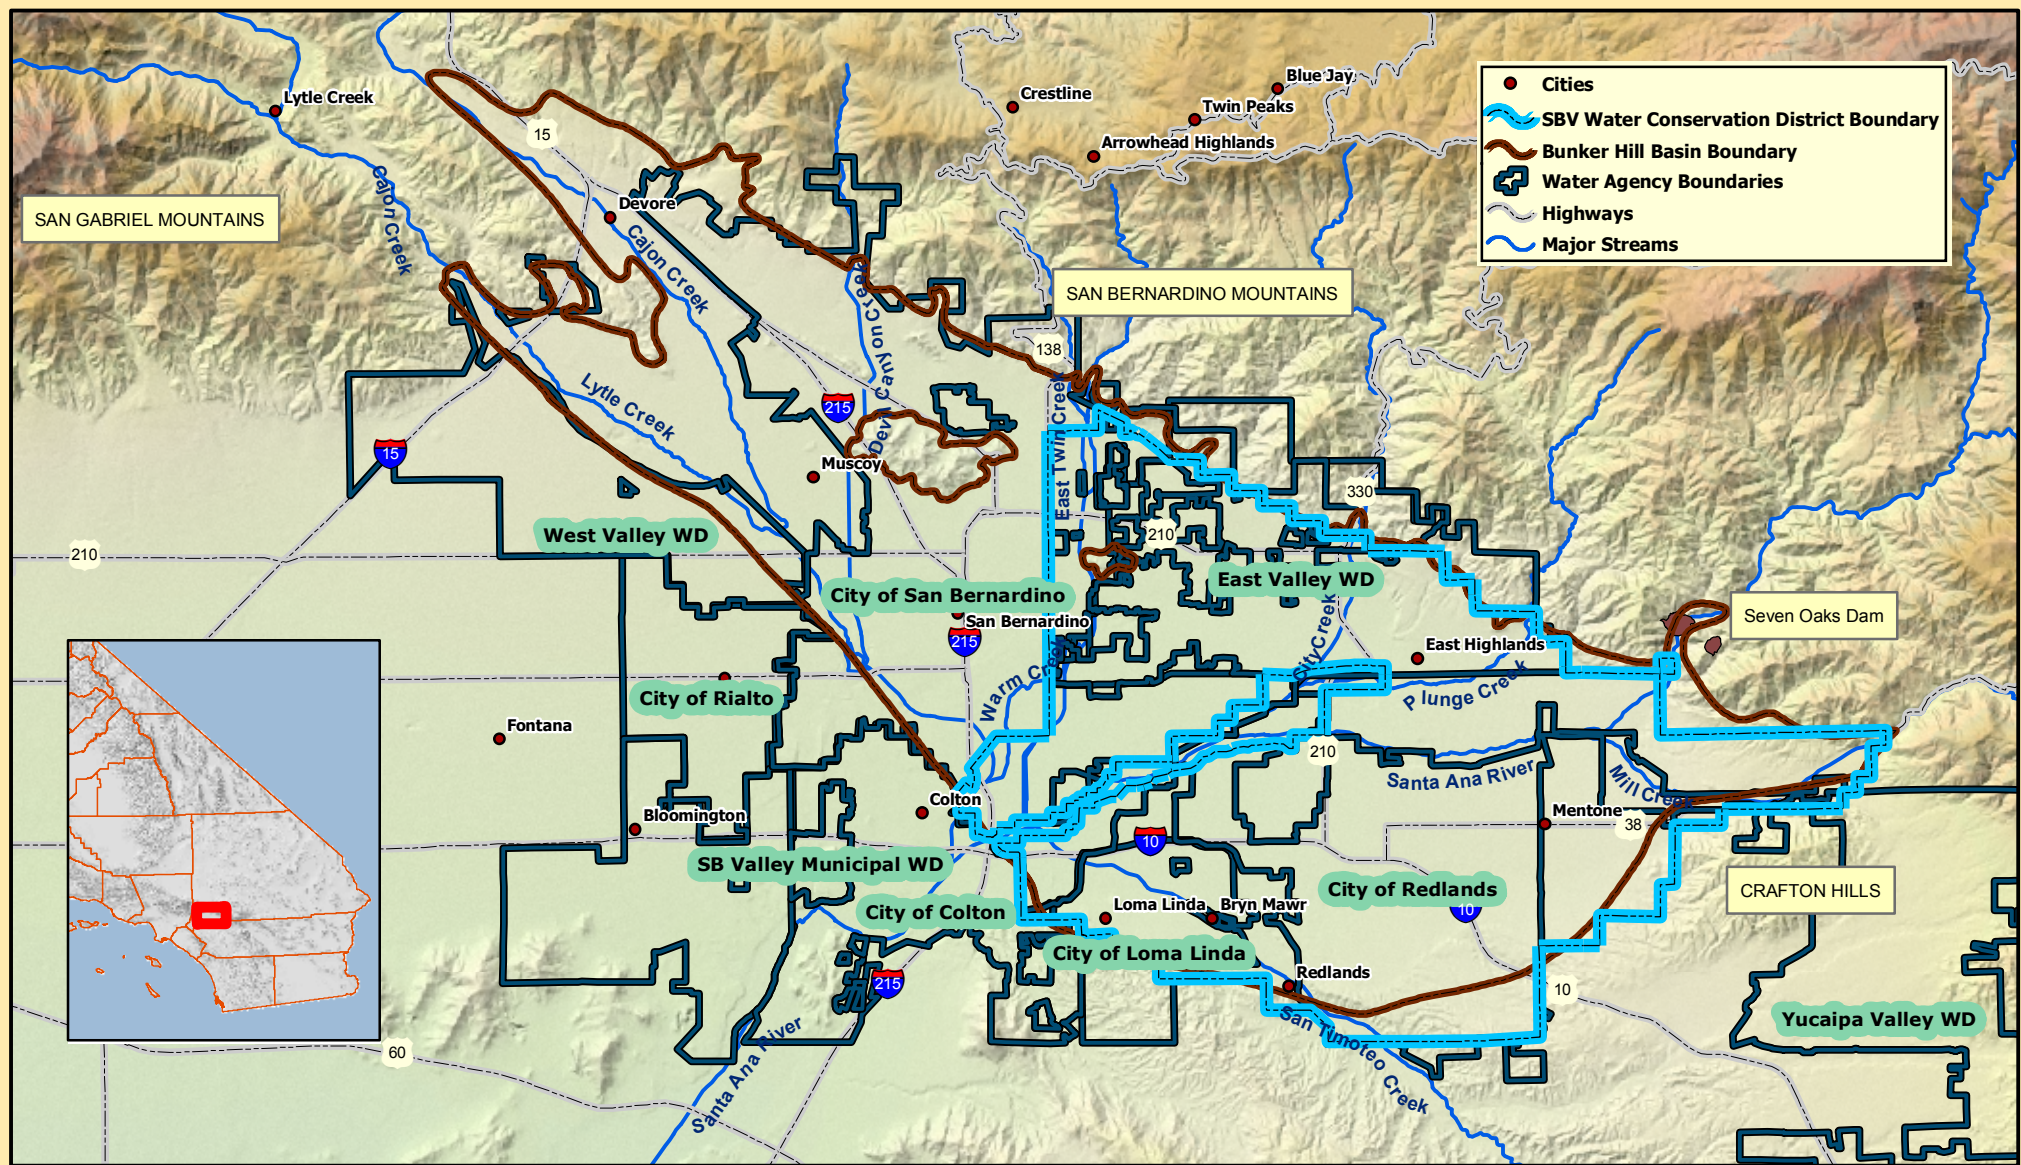 Blue Jay
Lytle Creek
Crestline
Twin Peaks
15
Arrowhead Highlands
Cities
SBV Water Conservation District Boundary
Bunker Hill Basin Boundary
Water Agency Boundaries
Highways
Major Streams
SAN GABRIEL MOUNTAINS
Cajon Creek
Devore
Cajon Creek
Devil Canyon Creek
SAN BERNARDINO MOUNTAINS
138
Lytle Creek
215
15
Muscoy
East Twin Creek
330
210
West Valley WD
210
City of San Bernardino
East Valley WD
San Bernardino
215
City Creek
Seven Oaks Dam
East Highlands
Warm Creek
Plunge Creek
City of Rialto
Fontana
210
Santa Ana River
Mill Creek
Colton
Bloomington
Mentone
38
10
SB Valley Municipal WD
City of Redlands
CRAFTON HILLS
City of Colton
Loma Linda
Bryn Mawr
10
City of Loma Linda
Redlands
215
10
San Timoteo Creek
Yucaipa Valley WD
Santa Ana River
60